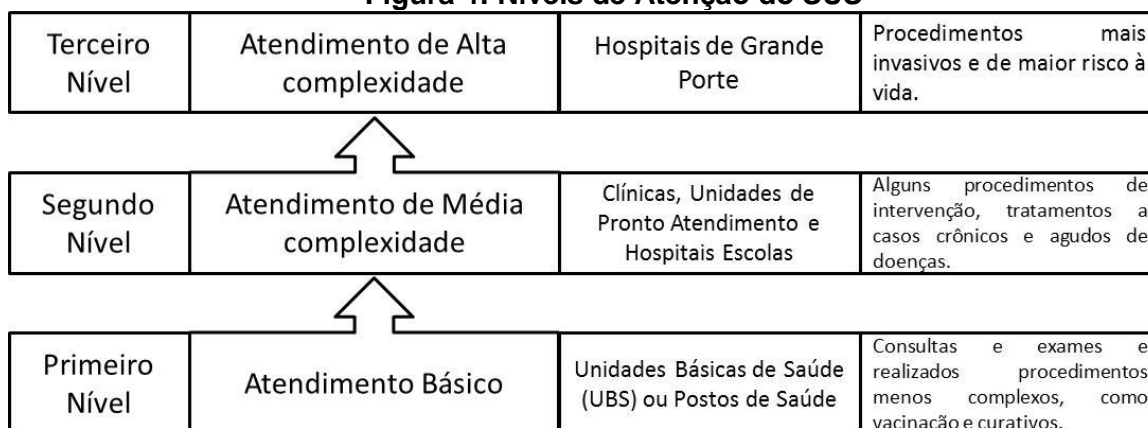 Figura 4. Níveis de Atenção do SUS
Terceiro
Nível
Atendimento de Alta
complexidade
Hospitais de Grande
Porte
Procedimentos mais
invasivos e de maior risco à
vida.
Segundo
Nível
Atendimento de Média
complexidade
Clínicas, Unidades de
Pronto Atendimento e
Hospitais Escolas
Alguns procedimentos de
intervenção, tratamentos a
casos crônicos e agudos de
doenças.
Primeiro
Nível
Atendimento Básico
Unidades Básicas de Saúde
(UBS) ou Postos de Saúde
Consultas e exames e
realizados procedimentos
menos complexos, como
vacinação e curativos.